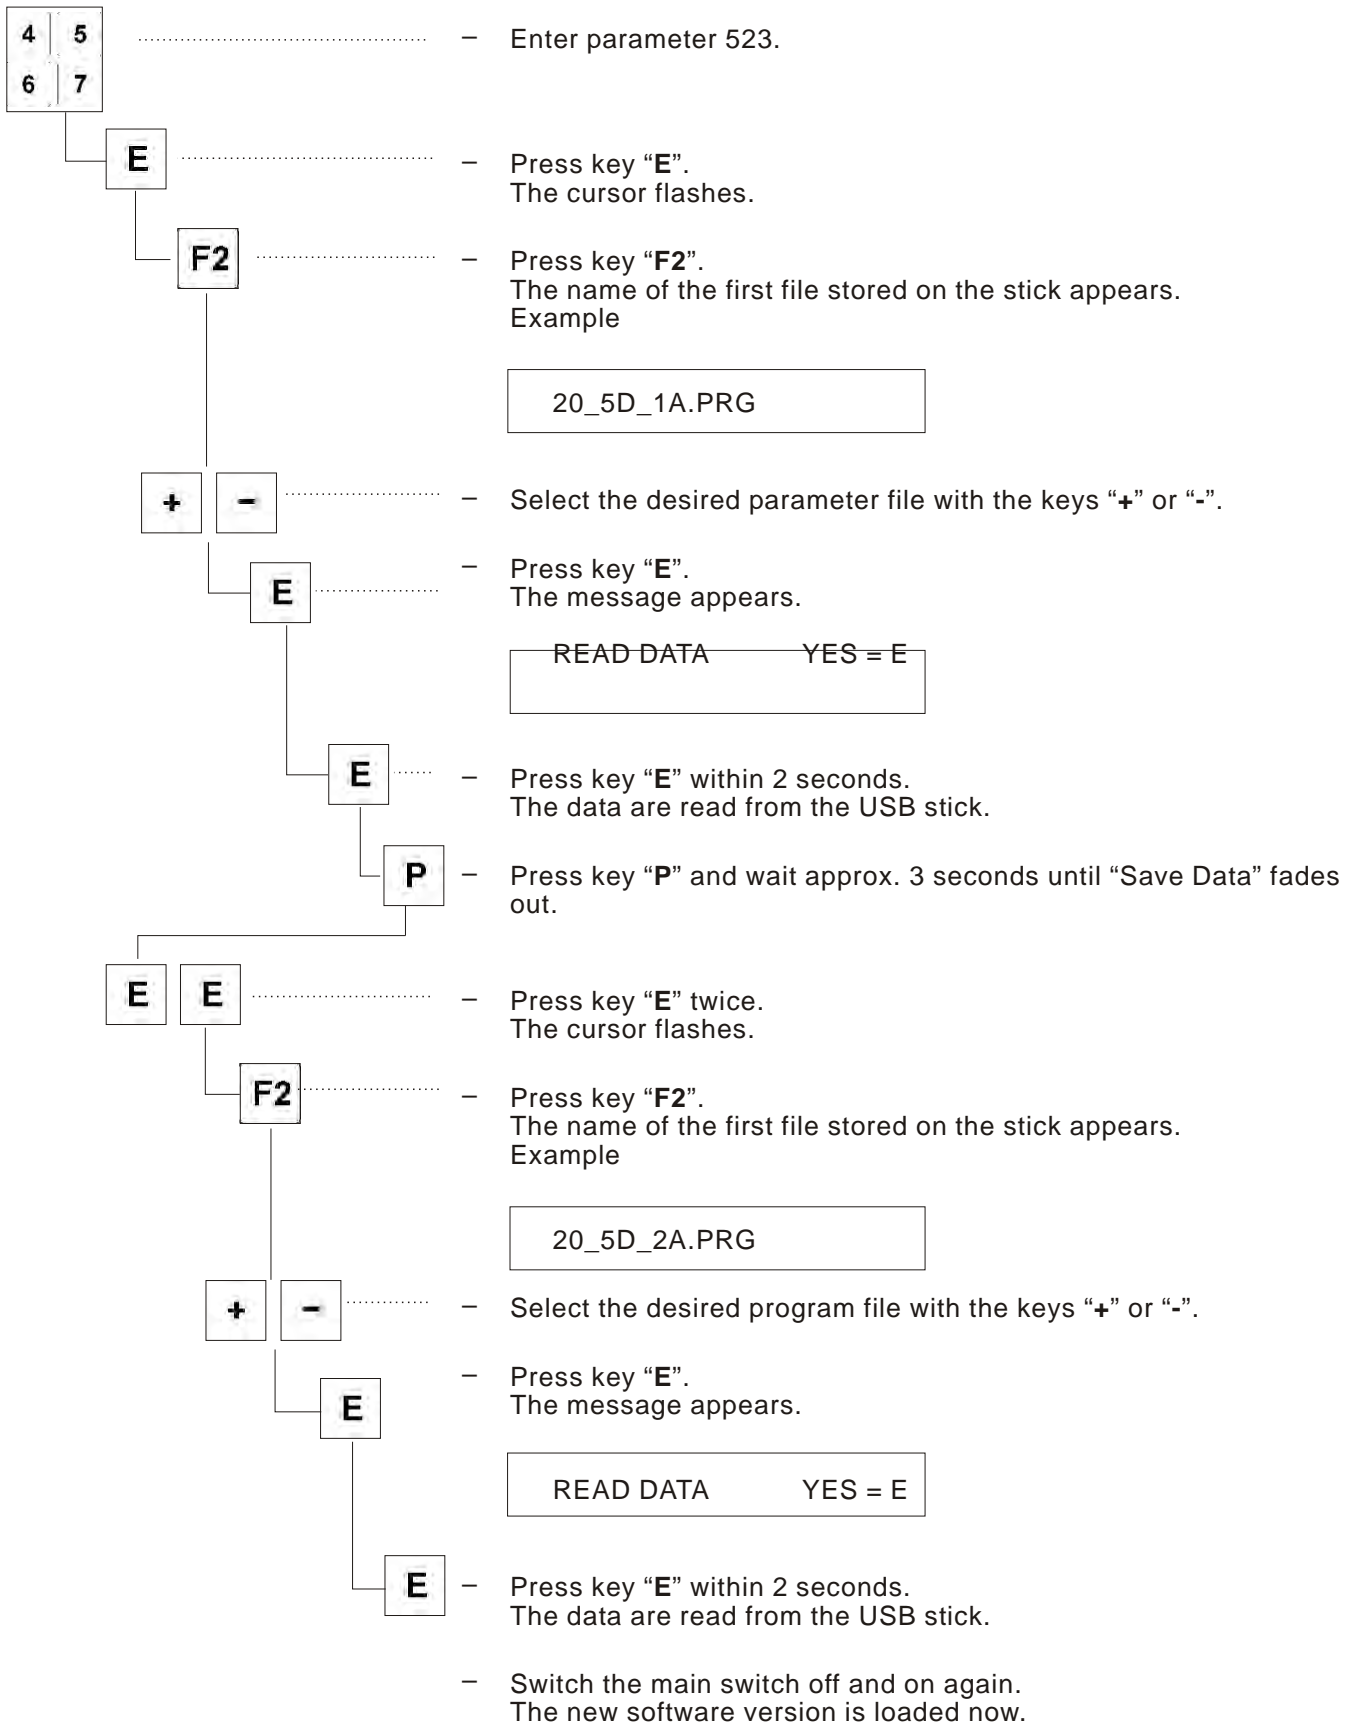 4 5
– Enter parameter 523.
6 7
E
– Press key “E”.
The cursor flashes.
F2
– Press key “F2”.
The name of the first file stored on the stick appears.
Example
20_5D_1A.PRG
+ -
– Select the desired parameter file with the keys “+” or “-”.
E
– Press key “E”.
The message appears.
READ DATA YES = E
E
– Press key “E” within 2 seconds.
The data are read from the USB stick.
P
– Press key “P” and wait approx. 3 seconds until “Save Data” fades
out.
E E
– Press key “E” twice.
The cursor flashes.
F2
– Press key “F2”.
The name of the first file stored on the stick appears.
Example
20_5D_2A.PRG
+ -
– Select the desired program file with the keys “+” or “-”.
E
– Press key “E”.
The message appears.
READ DATA YES = E
E
– Press key “E” within 2 seconds.
The data are read from the USB stick.
– Switch the main switch off and on again.
The new software version is loaded now.